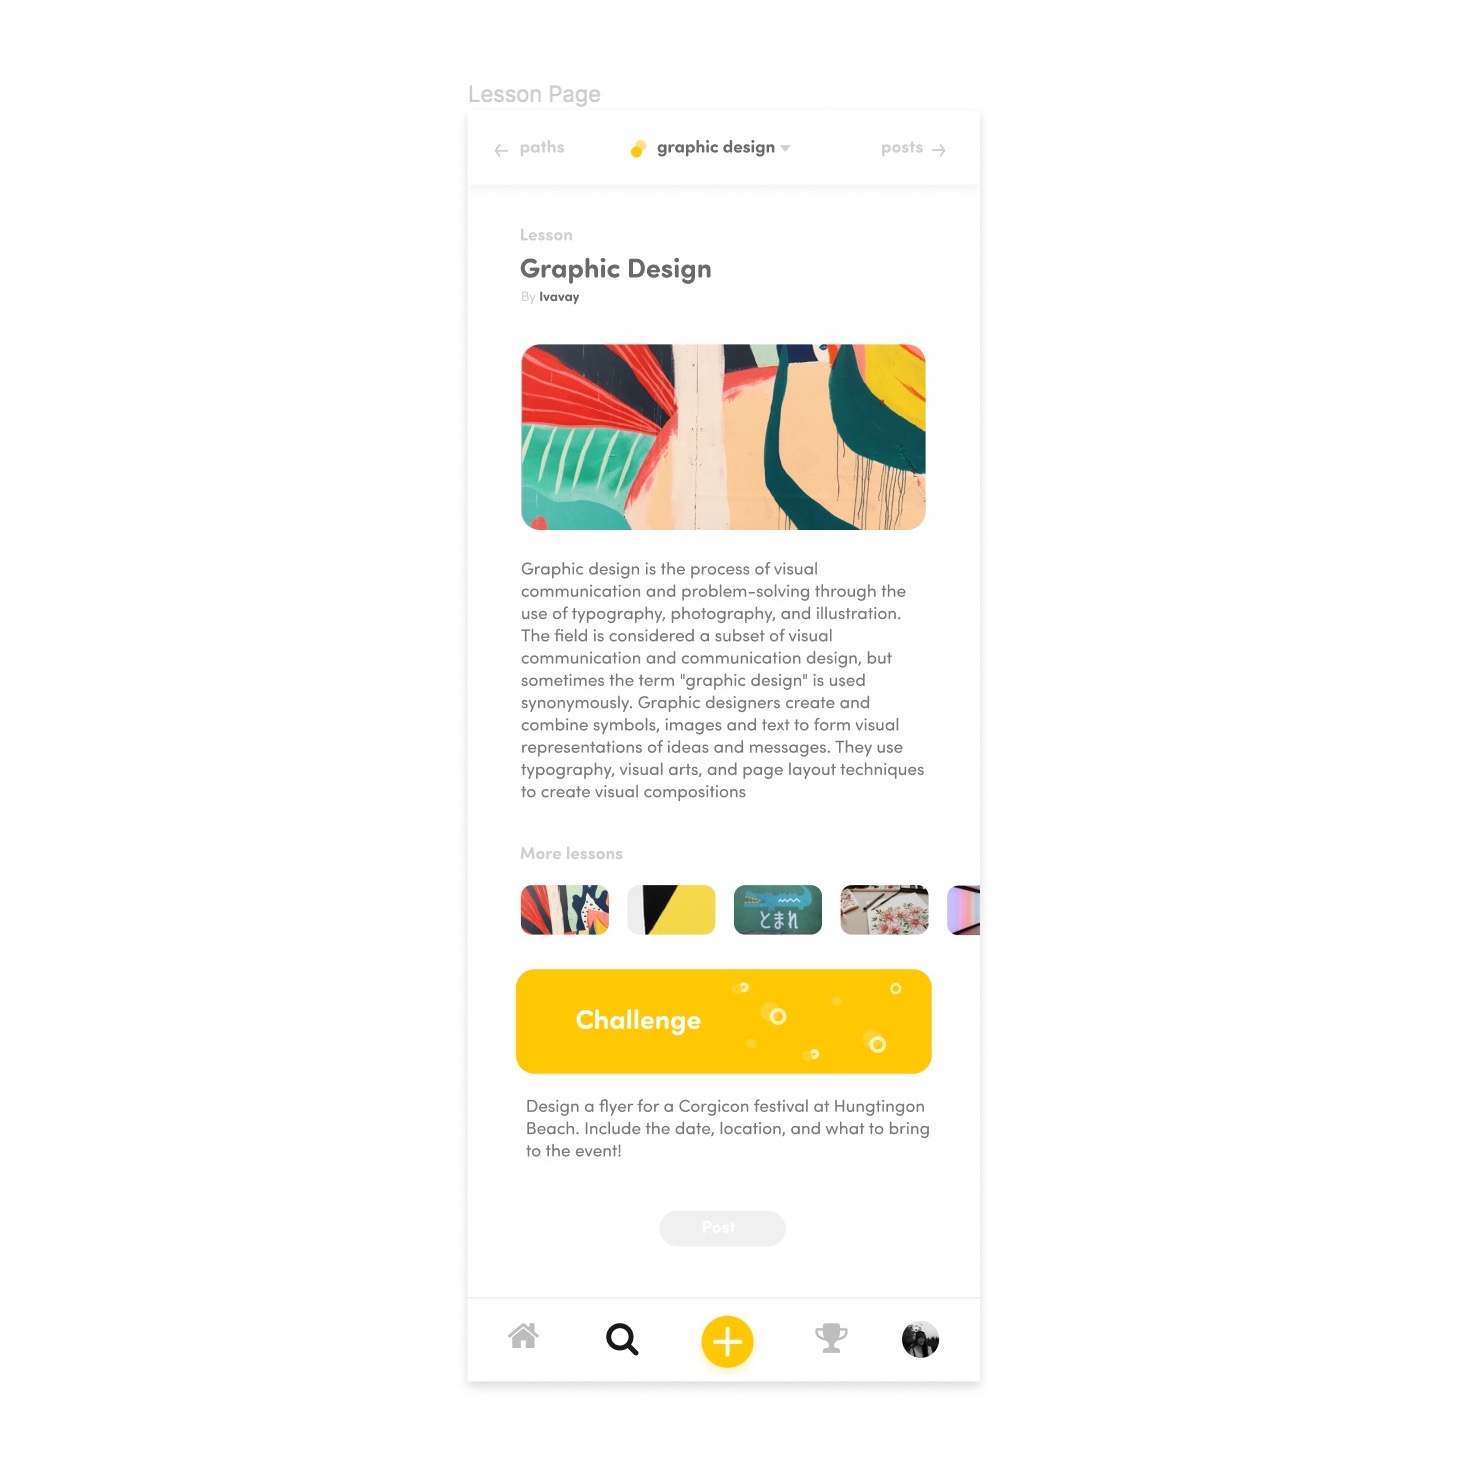 Lesson Page
paths
graphic design
posts
Lesson
Graphic Design
By Ivavay
Graphic design is the process of visual
communication and problem-solving through the
use of typography, photography, and illustration.
The field is considered a subset of visual
communication and communication design, but
sometimes the term "graphic design" is used
synonymously. Graphic designers create and
combine symbols, images and text to form visual
representations of ideas and messages. They use
typography, visual arts, and page layout techniques
to create visual compositions
More lessons
とまれ
Challenge
Design a flyer for a Corgicon festival at Hungtingon
Beach. Include the date, location, and what to bring
to the event!
Post